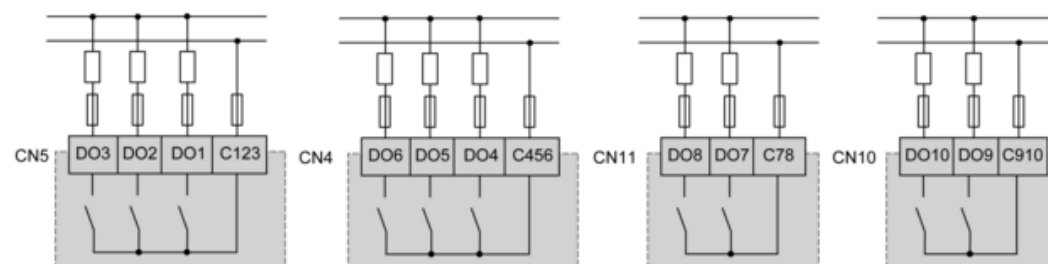 CN5 DO3 DO2 DO1 C123
CN4 DO6 DO5 DO4 C456
CN11 DO8 DO7 C78
CN10 DO10 DO9 C910